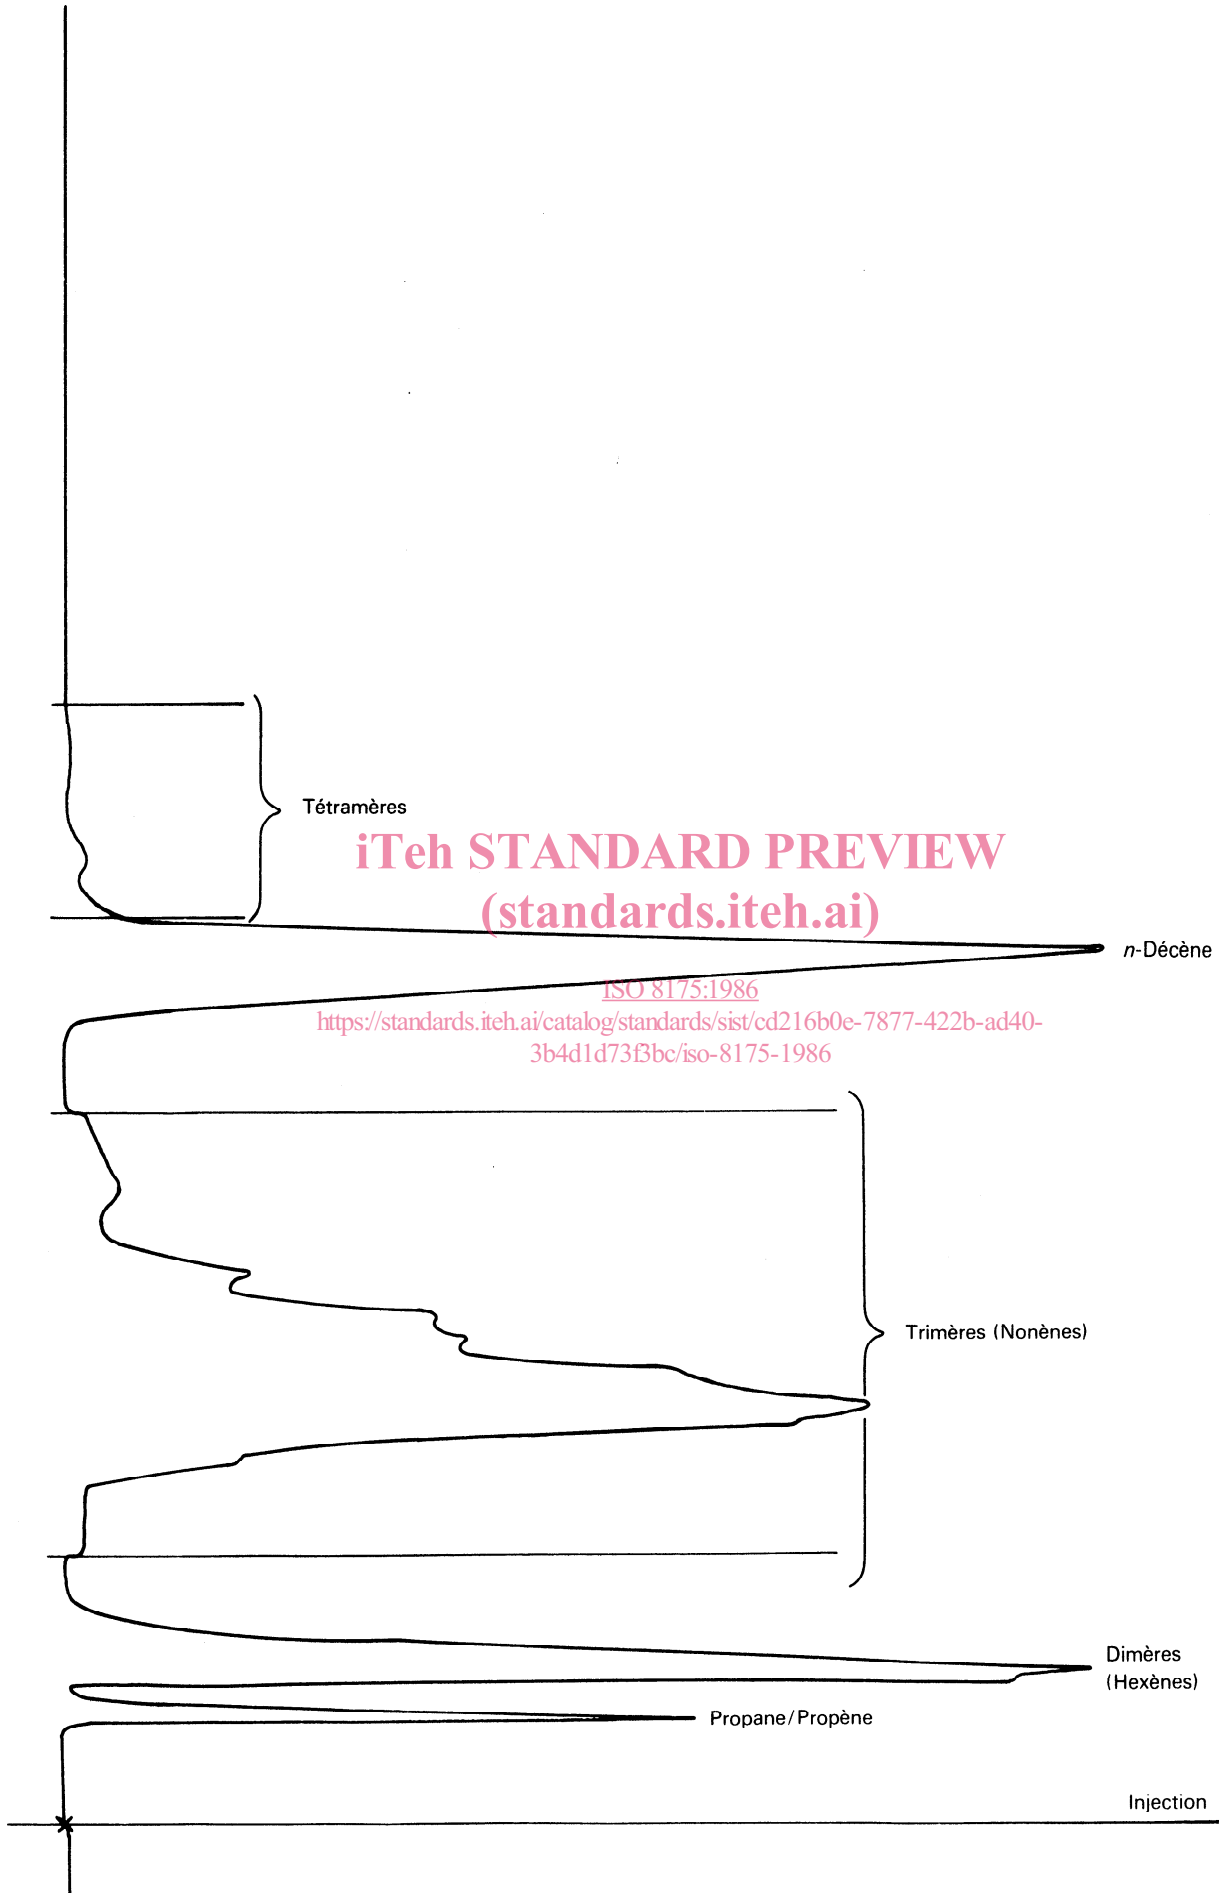 Tétramères
iTeh STANDARD PREVIEW
(standards.iteh.ai)
n-Décène
ISO 8175:1986
https://standards.iteh.ai/catalog/standards/sist/cd216b0e-7877-422b-ad40-
3b4d1d73f3bc/iso-8175-1986
Trimères (Nonènes)
Dimères
(Hexènes)
Propane/Propène
Injection